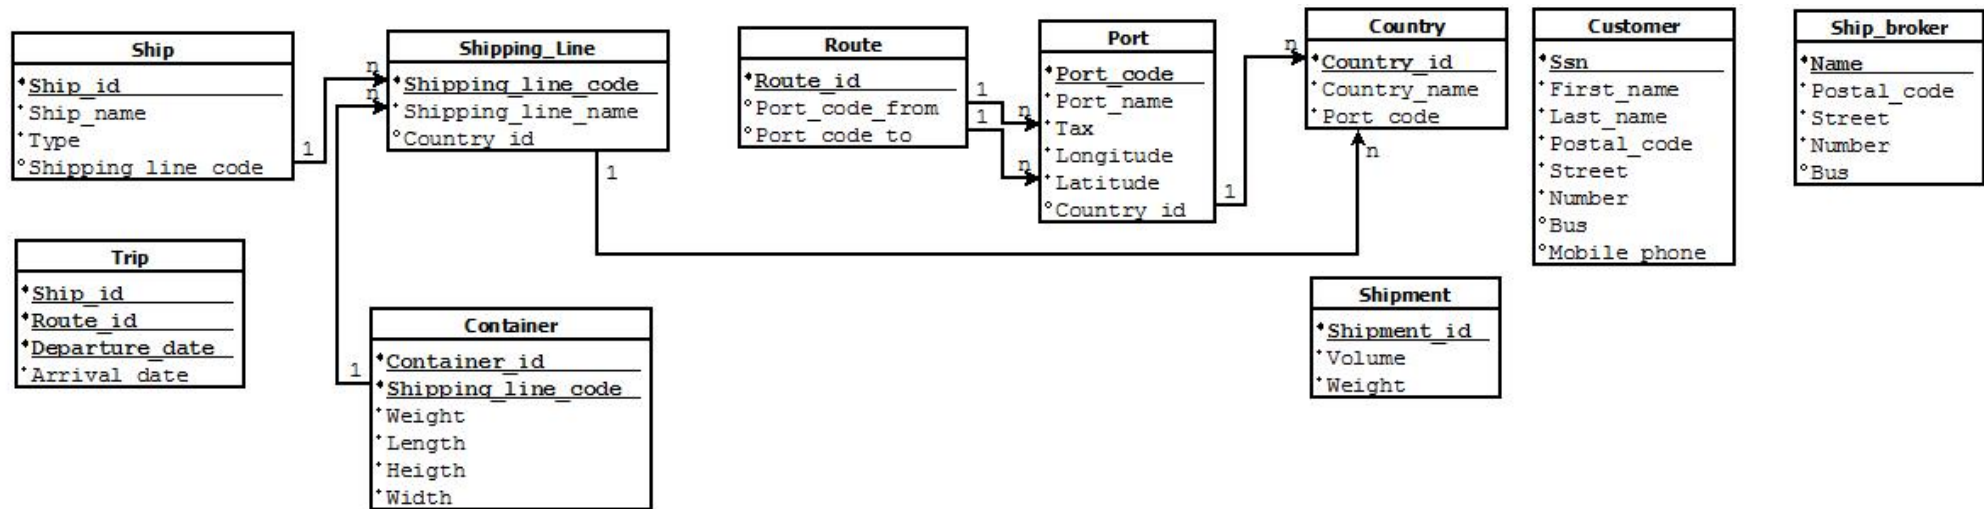 Ship
Ship_id
Ship_name
Type
Shipping_line_code
1
n
n
Shipping_Line
Shipping_line_code
Shipping_line_name
Country_id
1
Route
Route_id
Port_code_from
Port_code_to
1
1
n
n
Port
Port_code
Port_name
Tax
Longitude
Latitude
Country_id
1
n
Country
Country_id
Country_name
Port_code
n
Customer
Ssn
First_name
Last_name
Postal_code
Street
Number
Bus
Mobile_phone
Ship_broker
Name
Postal_code
Street
Number
Bus
Trip
Ship_id
Route_id
Departure_date
Arrival_date
1
Container
Container_id
Shipping_line_code
Weight
Length
Heigth
Width
Shipment
Shipment_id
Volume
Weight